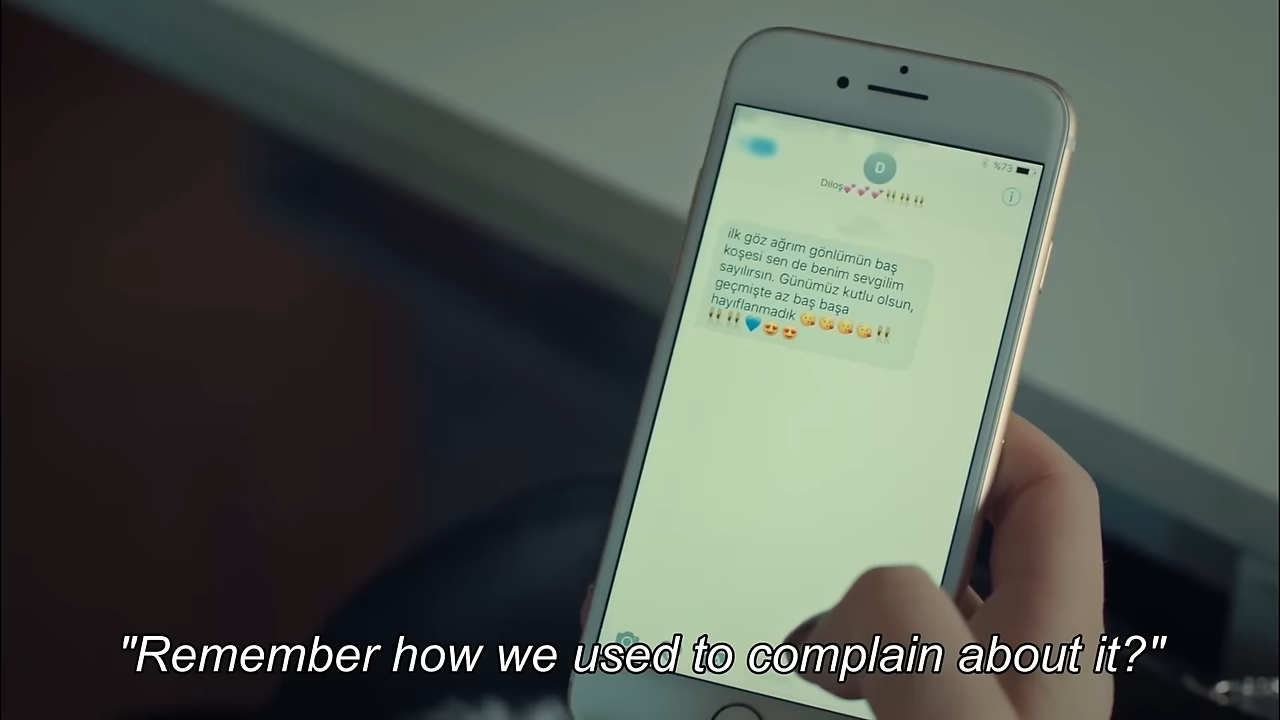 %73
D
Diloş💕💕💕👯👯👯
ilk göz ağrım gönlümün baş
koşesi sen de benim sevgilim
sayılırsın. Günümüz kutlu olsun,
geçmişte az baş başa
hayıflanmadık 😘😘😘😘👯
👯👯💙😍😍
"Remember how we used to complain about it?"